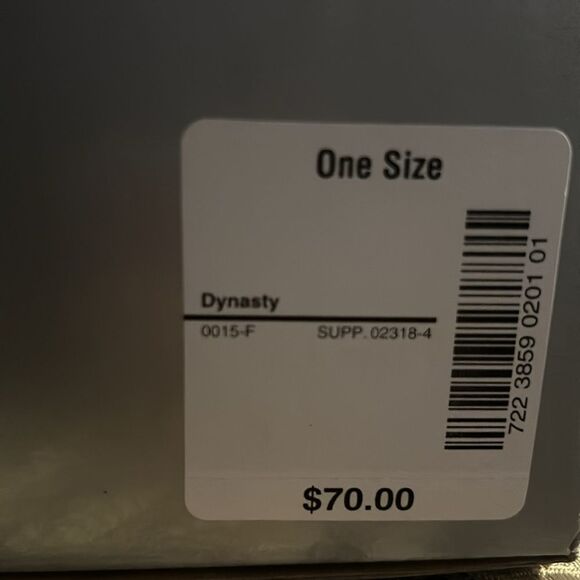 One Size
Dynasty
0015-F SUPP. 02318-4
722 3859 0201 01
$70.00